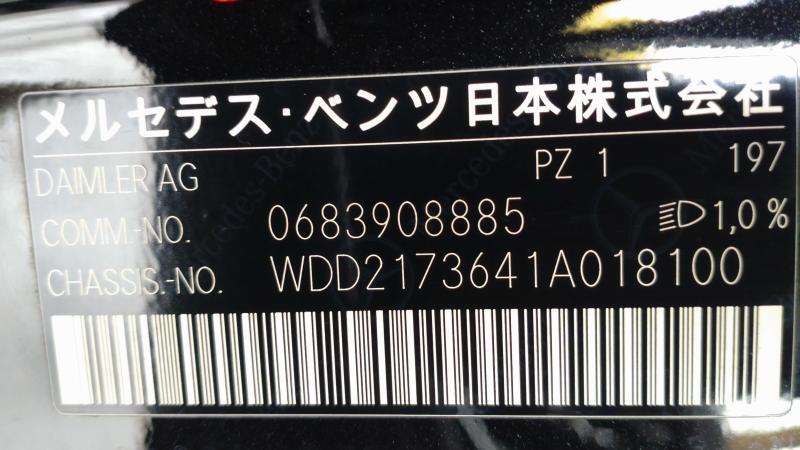 メルセデス・ベンツ日本株式会社
DAIMLER AG PZ 1 197
COMM.-NO. 0683908885 1,0 %
CHASSIS.-NO. WDD2173641A018100